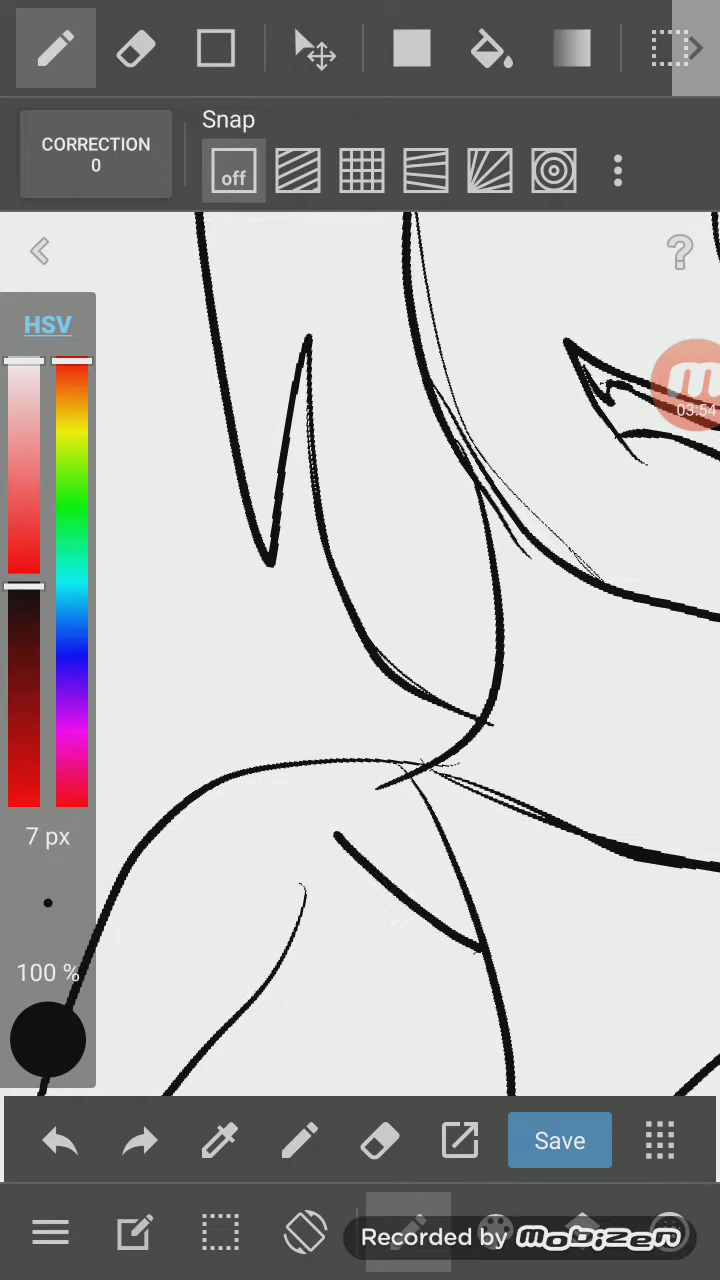 Snap
CORRECTION
0
off
HSV
03:54
7 px
100 %
Save
Recorded by mobizen